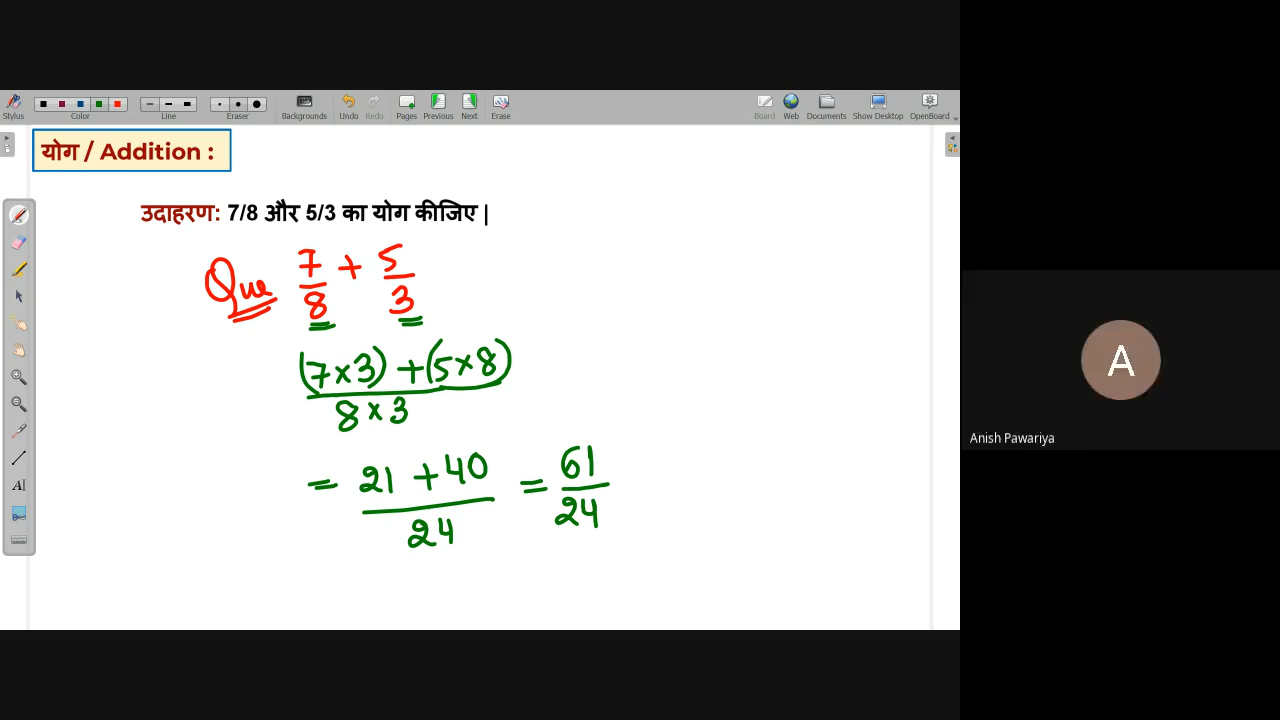 Stylus Color Line Eraser Backgrounds Undo Redo Pages Previous Next Erase Board Web Documents Show Desktop OpenBoard
योग / Addition :
उदाहरण: 7/8 और 5/3 का योग कीजिए |
Que 7/8 + 5/3
(7×3) + (5×8) / 8×3
= 21 + 40 / 24 = 61/24
A
Anish Pawariya